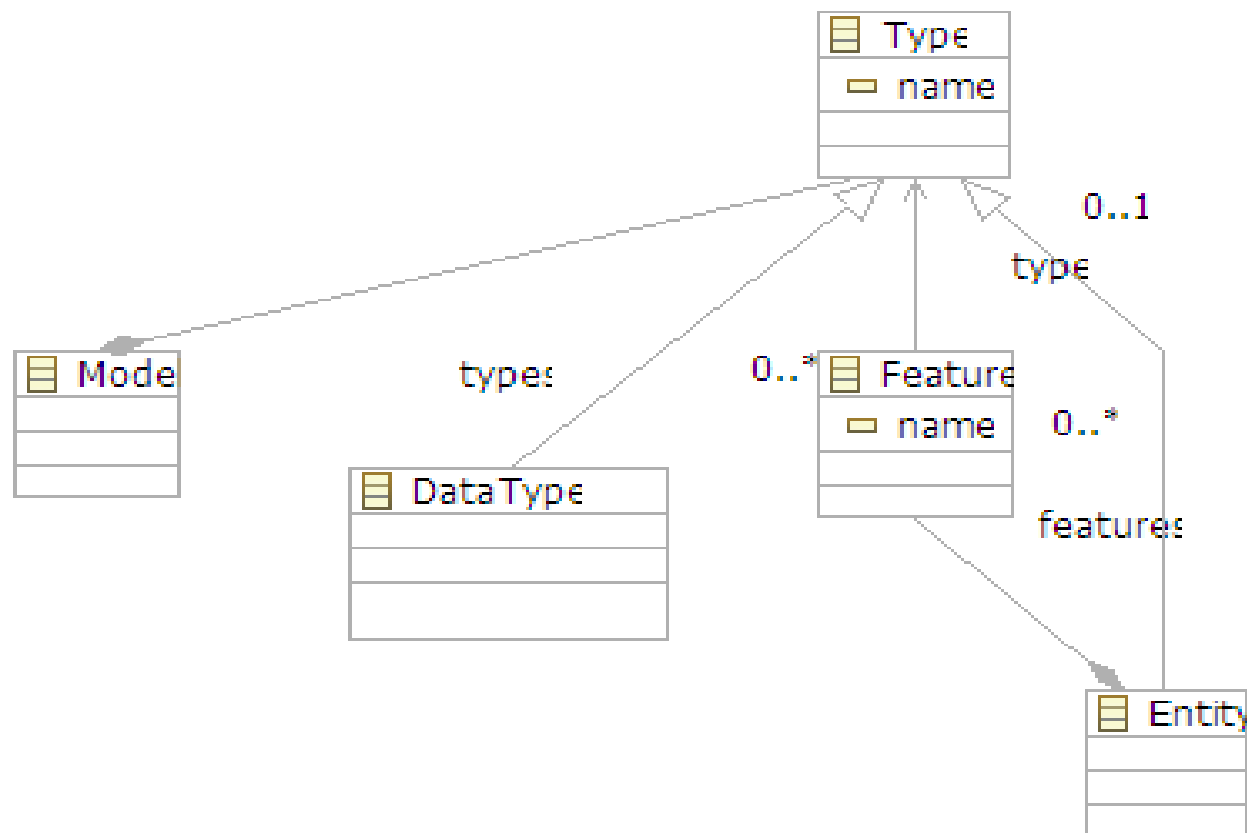 Type
name
0..1
type
Mode
types
0..*
Feature
name
0..*
DataType
features
Entity